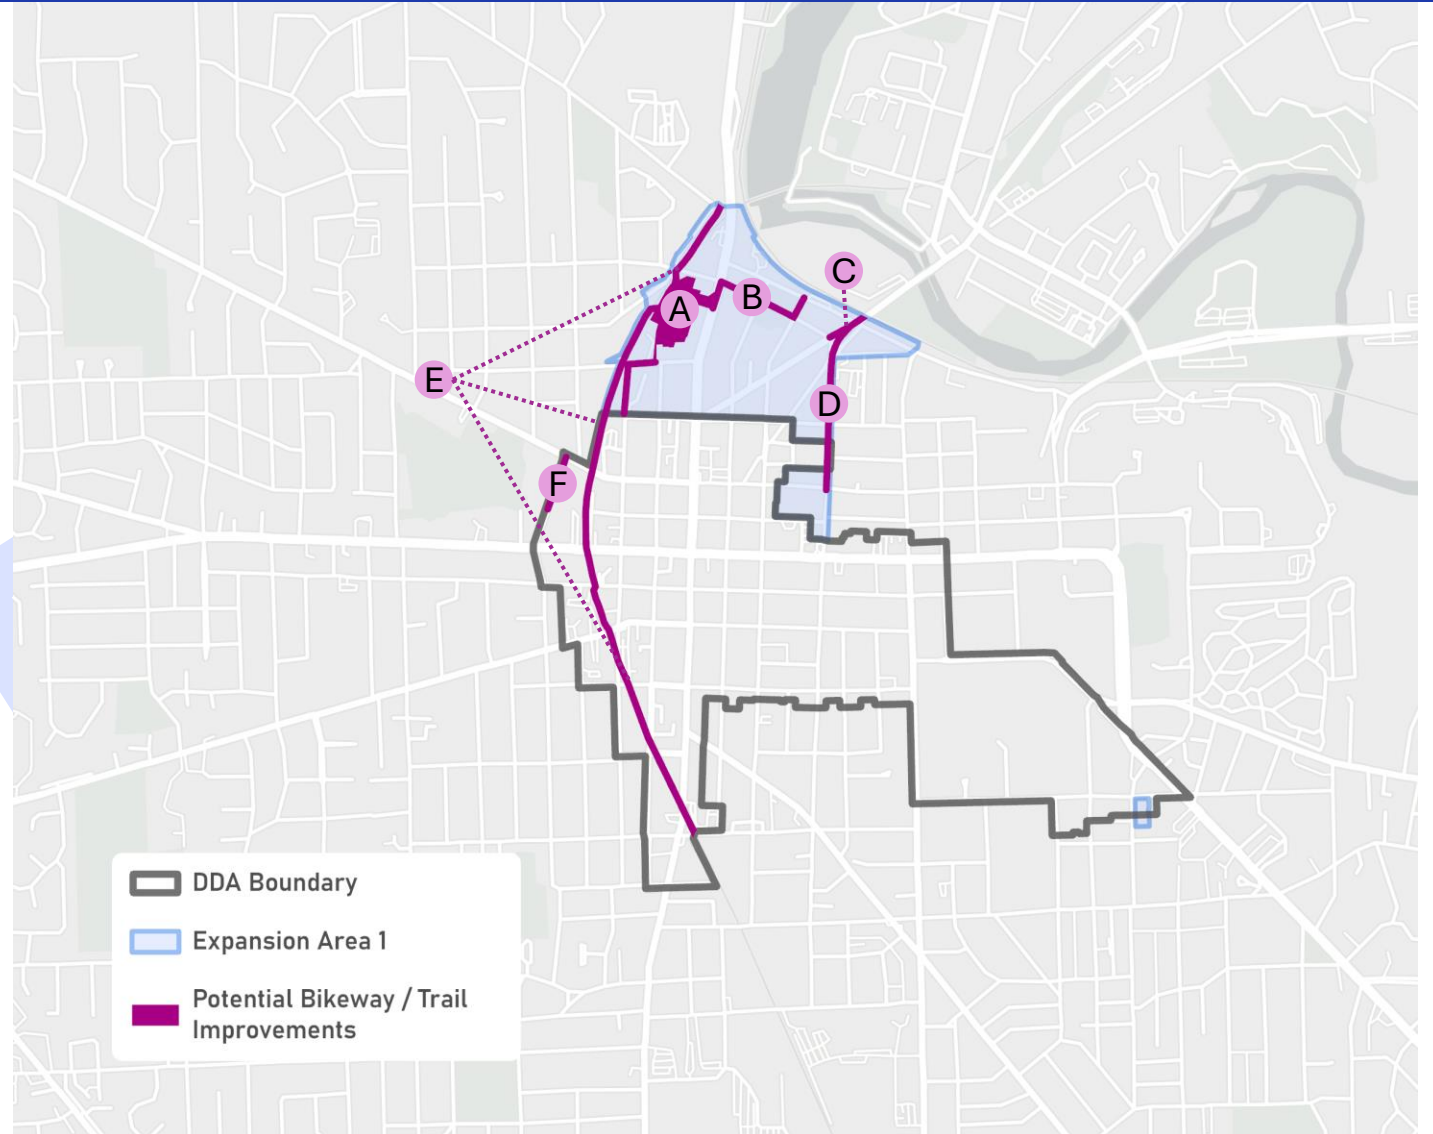 C
A
B
E
D
F
DDA Boundary
Expansion Area 1
Potential Bikeway / Trail
Improvements